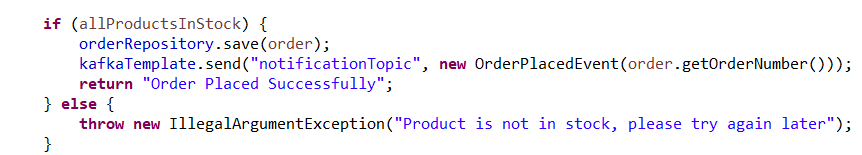 if (allProductsInStock) {
    orderRepository.save(order);
    kafkaTemplate.send("notificationTopic", new OrderPlacedEvent(order.getOrderNumber()));
    return "Order Placed Successfully";
} else {
    throw new IllegalArgumentException("Product is not in stock, please try again later");
}